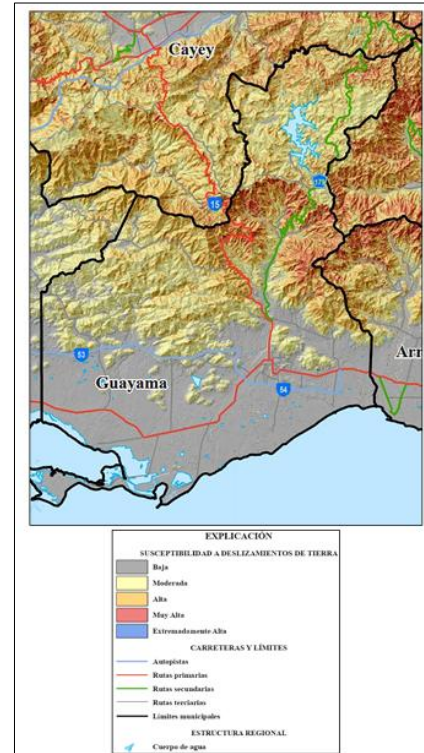 Cayey
15
179
53
Guayama
54
Arr
EXPLICACIÓN
SUSCEPTIBILIDAD A DESLIZAMIENTOS DE TIERRA
Baja
Moderada
Alta
Muy Alta
Extremadamente Alta
CARRETERAS Y LÍMITES
Autopistas
Rutas primarias
Rutas secundarias
Rutas terciarias
Límites municipales
ESTRUCTURA REGIONAL
Cuerpo de agua